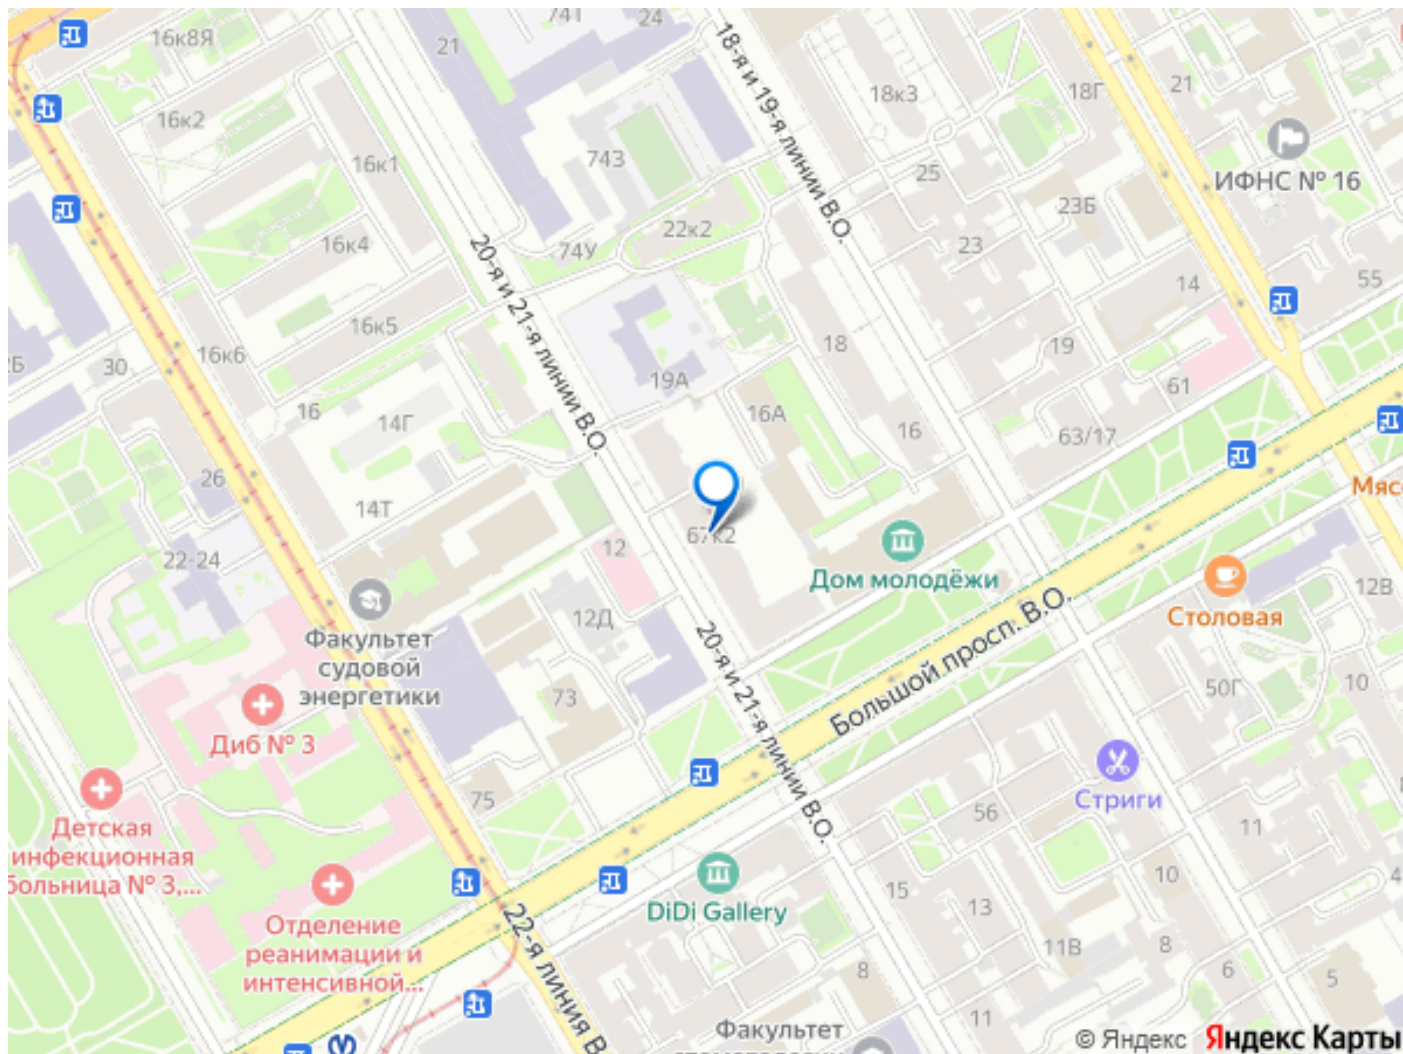 74Т
24
16к8Я
21
18-я и 19-я линии В.О.
18к3
18Г
21
16к2
ИФНС № 16
16к1
743
25
23Б
22к2
23
16к4
74У
20-я и 21-я линии В.О.
14
55
16к5
18
19
30
16к6
19А
61
16
14Г
16А
16
63/17
26
14Т
67к2
22-24
12
Дом молодёжи
Столовая
12В
Факультет
судовой
энергетики
12Д
20-я и 21-я линии В.О.
Большой просп. В.О.
73
50Г
10
Диб № 3
75
56
Стриги
Детская
инфекционная
больница № 3,...
11
10
15
13
DiDi Gallery
Отделение
реанимации и
интенсивной...
22-я линия В
11В
8
8
6
5
11
Факультет
© Яндекс Яндекс Карты